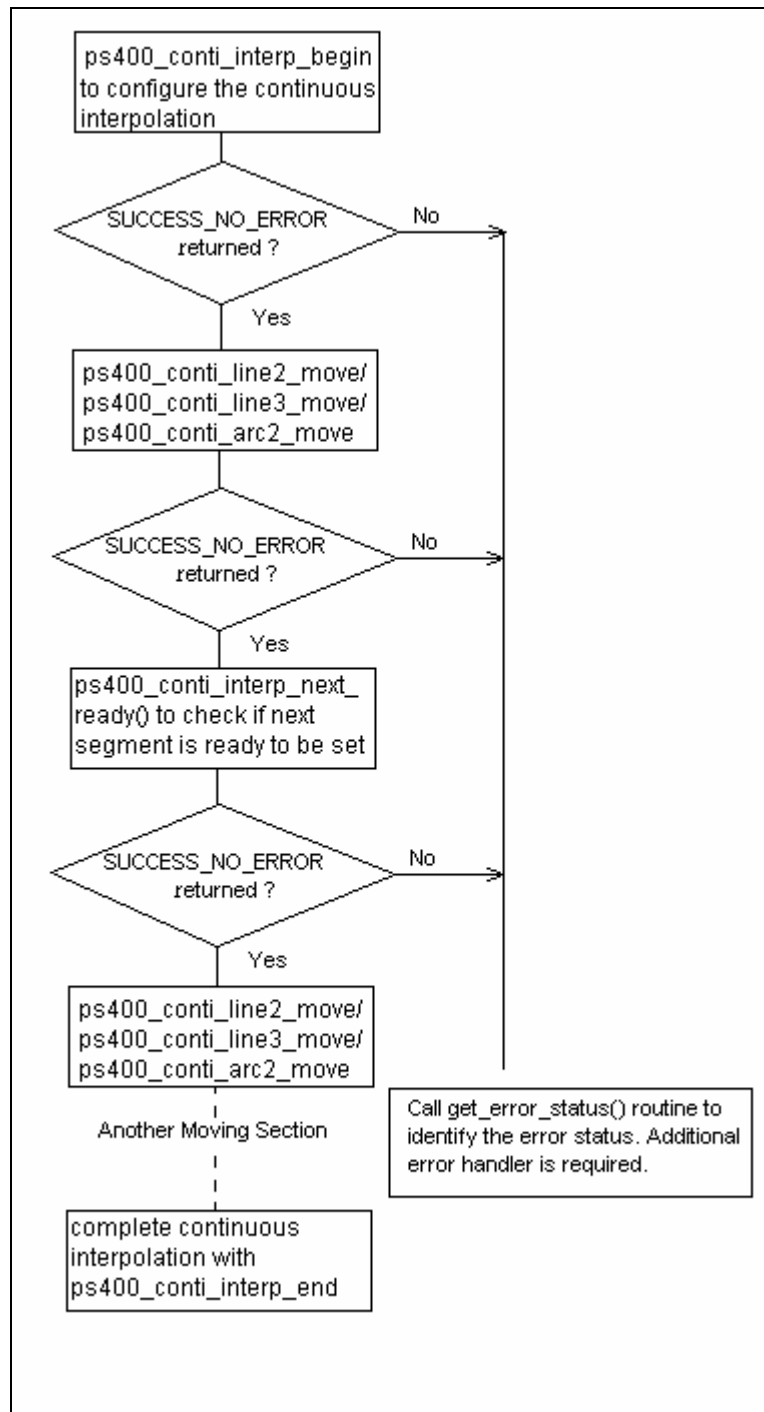 ps400_conti_interp_begin
to configure the continuous
interpolation
SUCCESS_NO_ERROR
returned ?
No
Yes
ps400_conti_line2_move/
ps400_conti_line3_move/
ps400_conti_arc2_move
SUCCESS_NO_ERROR
returned ?
No
Yes
ps400_conti_interp_next_
ready() to check if next
segment is ready to be set
SUCCESS_NO_ERROR
returned ?
No
Yes
ps400_conti_line2_move/
ps400_conti_line3_move/
ps400_conti_arc2_move
Call get_error_status() routine to
identify the error status. Additional
error handler is required.
Another Moving Section
complete continuous
interpolation with
ps400_conti_interp_end